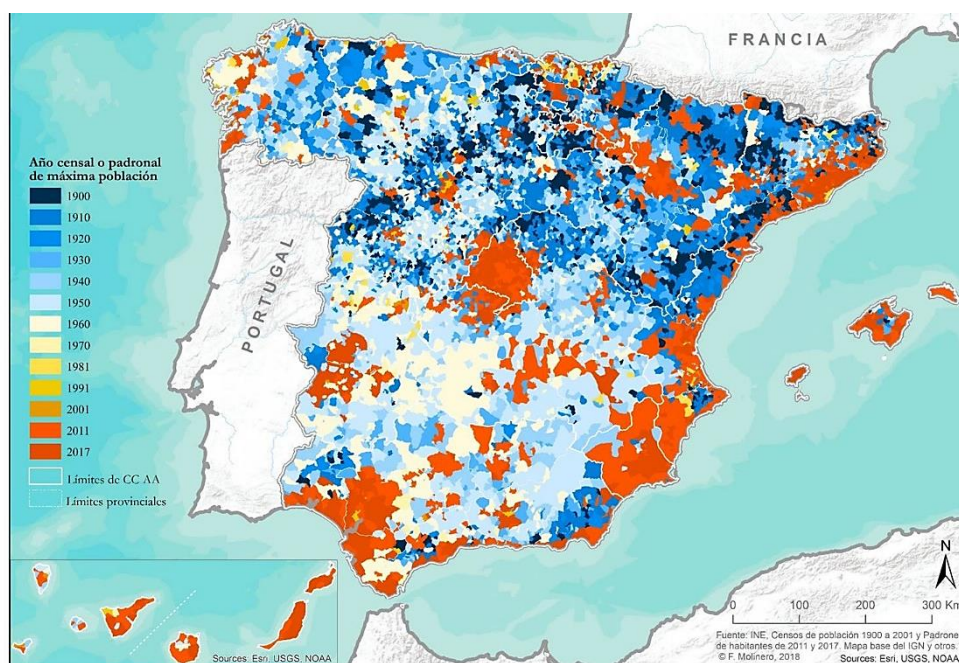 FRANCIA
PORTUGAL
Año censal o padronal
de máxima población
1900
1910
1920
1930
1940
1950
1960
1970
1981
1991
2001
2011
2017
Límites de CC AA
Límites provinciales
Sources: Esri, USGS, NOAA
N
0 100 200 300 Km
Fuente: INE, Censos de población 1900 a 2001 y Padrone
de habitantes de 2011 y 2017. Mapa base del IGN y otros.
© F. Molinero, 2018 Sources: Esri, USGS, NOAA